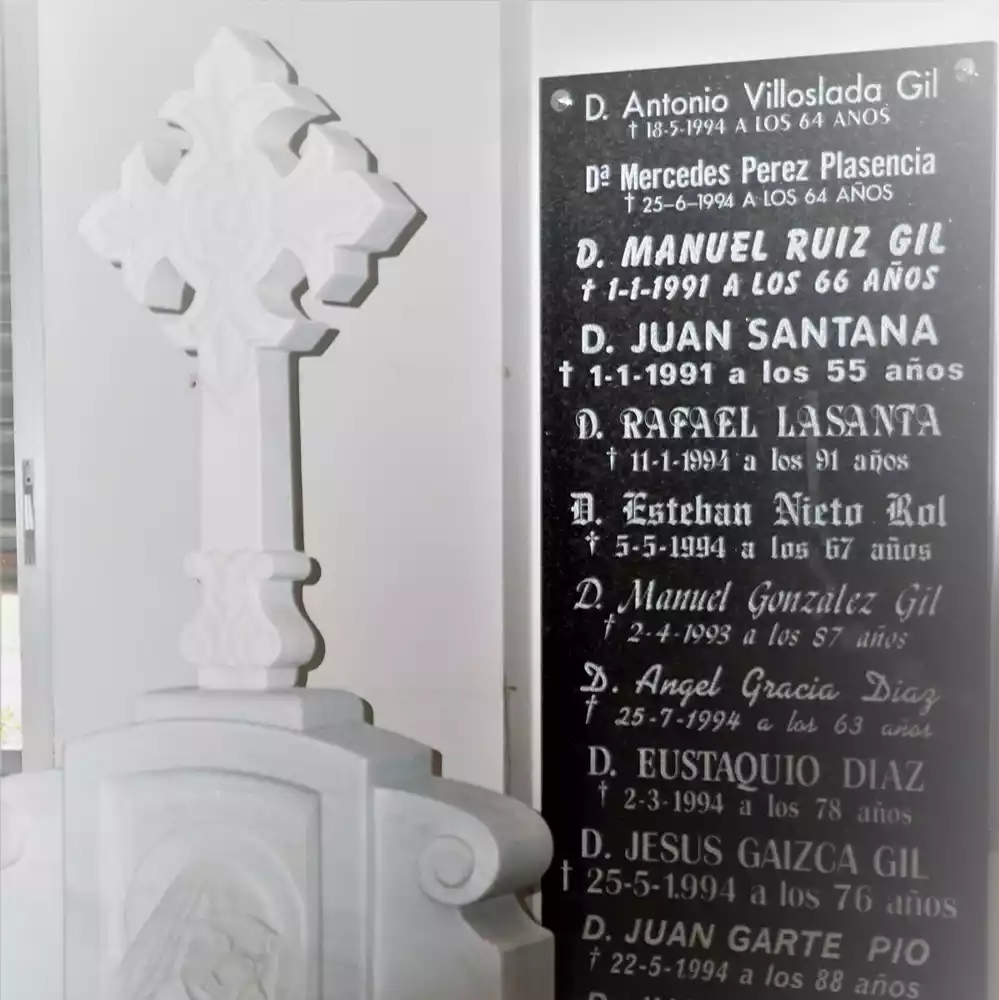 D. Antonio Villoslada Gil
† 18-5-1994 A LOS 64 AÑOS
Dª Mercedes Perez Plasencia
† 25-6-1994 A LOS 64 AÑOS
D. MANUEL RUIZ GIL
† 1-1-1991 A LOS 66 AÑOS
D. JUAN SANTANA
† 1-1-1991 a los 55 años
D. RAFAEL LASANTA
† 11-1-1994 a los 91 años
D. Esteban Nieto Rol
† 5-5-1994 a los 67 años
D. Manuel Gonzalez Gil
† 2-4-1993 a los 87 años
D. Angel Gracia Diaz
† 25-7-1994 a los 63 años
D. EUSTAQUIO DIAZ
† 2-3-1994 a los 78 años
D. JESUS GAIZCA GIL
† 25-5-1.994 a los 76 años
D. JUAN GARTE PIO
† 22-5-1994 a los 88 años
D.